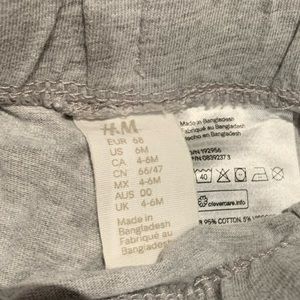 H&M
EUR 68
US 6M
CA 4-6M
CN 66/47
MX 4-6M
AUS 00
UK 4-6M
Made in
Bangladesh
Fabriqué au
Bangladesh
Made in Bangladesh
Fabriqué au Bangladesh
Hecho en Bangladesh
40
clevercare.info
95% COTTON, 5%